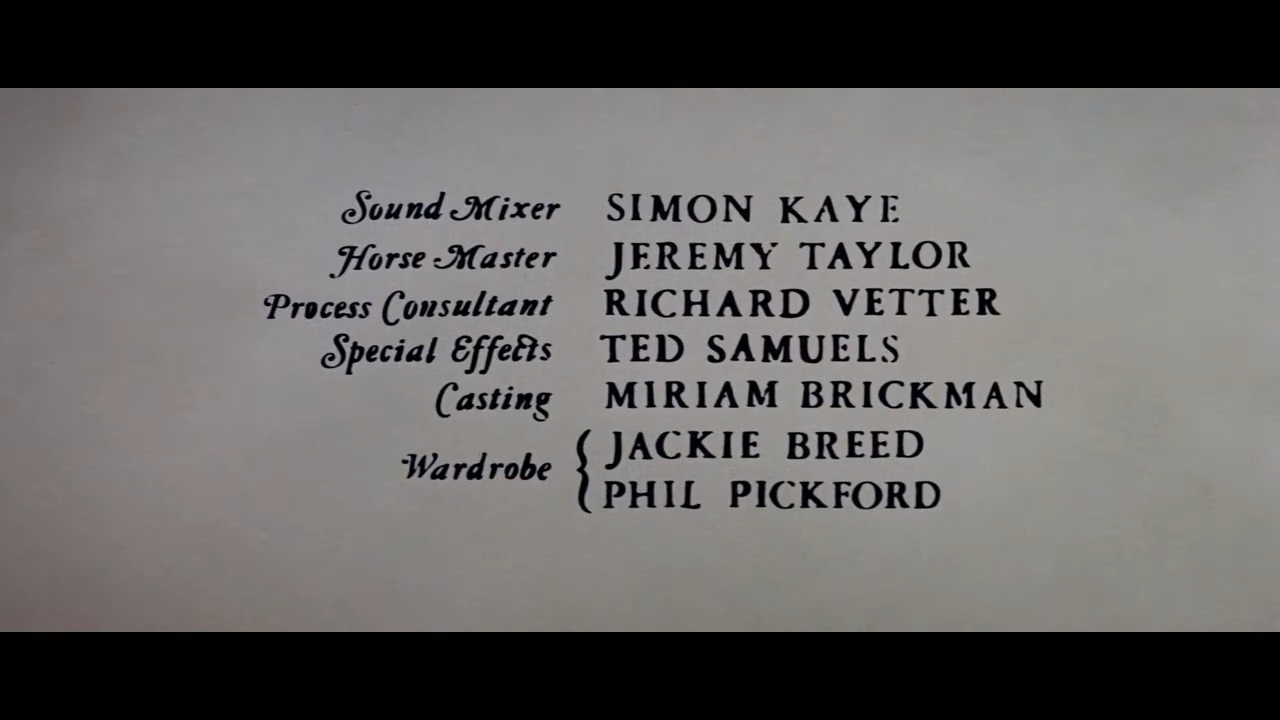 Sound Mixer SIMON KAYE
Horse Master JEREMY TAYLOR
Process Consultant RICHARD VETTER
Special Effects TED SAMUELS
Casting MIRIAM BRICKMAN
Wardrobe { JACKIE BREED
PHIL PICKFORD